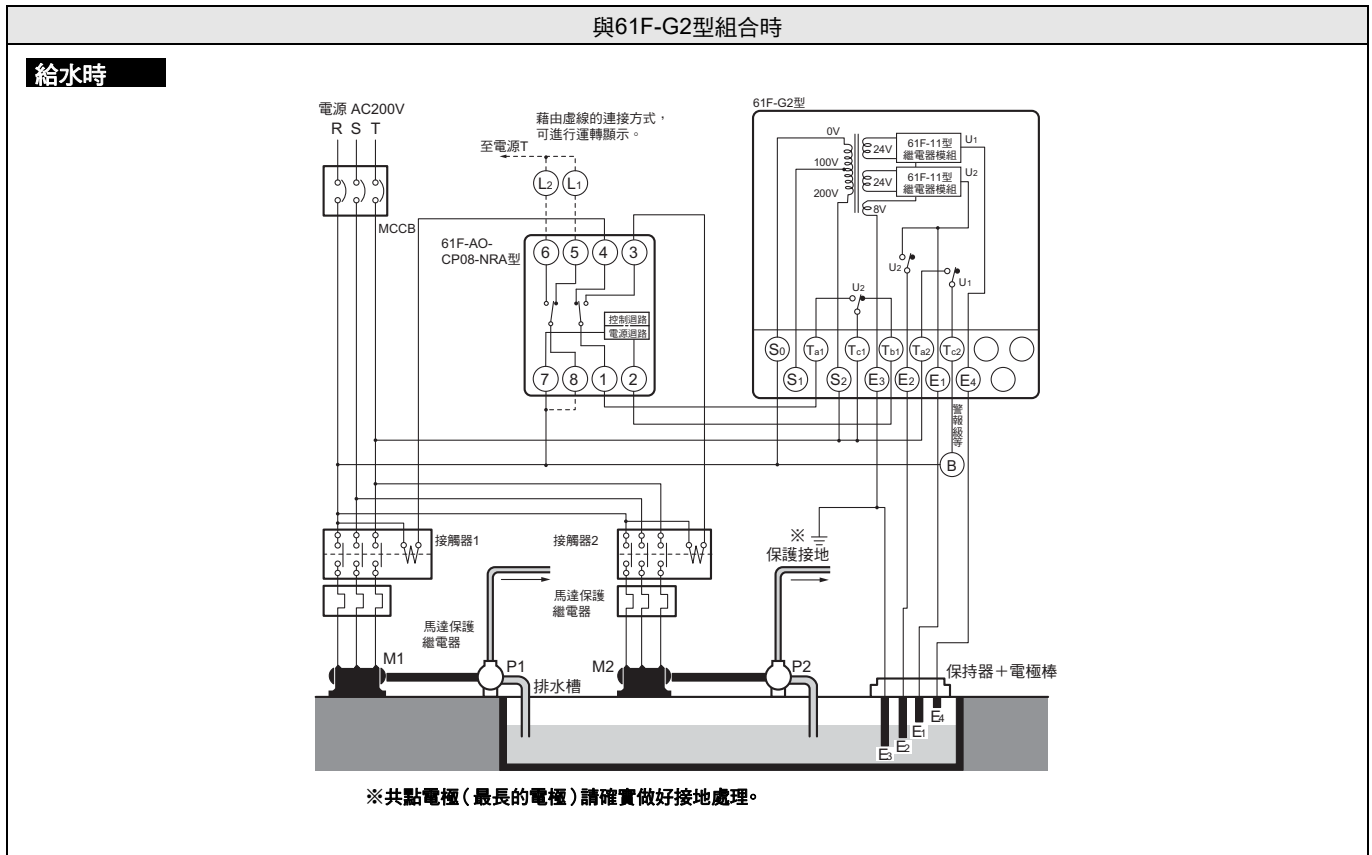 與61F-G2型組合時
給水時
電源 AC200V
R S T
藉由虛線的連接方式，
可進行運轉顯示。
至電源T
L2 L1
MCCB
61F-AO-
CP08-NRA型
6 5 4 3
控制迴路
電源迴路
7 8 1 2
61F-G2型
0V
100V
200V
24V
61F-11型
繼電器模組
U1
24V
61F-11型
繼電器模組
U2
8V
U2
U1
U2
S0 Ta1 Tc1 Tb1 Ta2 Tc2
S1 S2 E3 E2 E1 E4
警報級等
B
接觸器1
接觸器2
※
保護接地
馬達保護
繼電器
馬達保護
繼電器
M1
P1
排水槽
M2
P2
保持器＋電極棒
E3 E2 E1 E4
※共點電極（最長的電極）請確實做好接地處理。